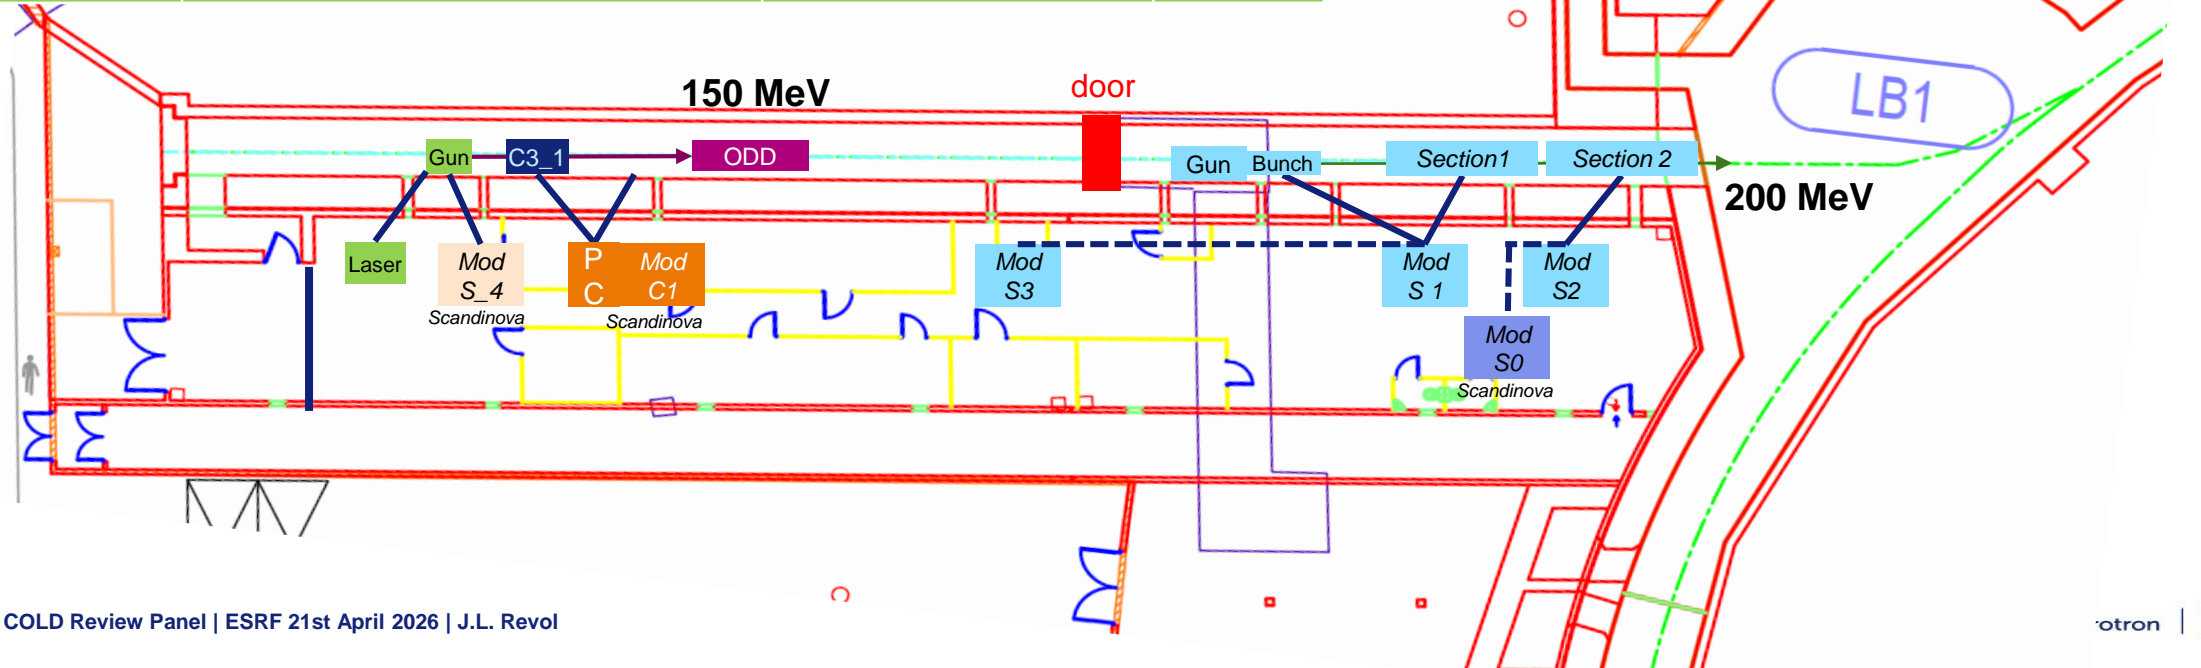 150 MeV
door
LB1
Gun
C3_1
ODD
Gun
Bunch
Section1
Section 2
200 MeV
Laser
Mod
S_4
Scandinova
P
C
Mod
C1
Scandinova
Mod
S3
Mod
S 1
Mod
S2
Mod
S0
Scandinova
COLD Review Panel | ESRF 21st April 2026 | J.L. Revol
rotron |